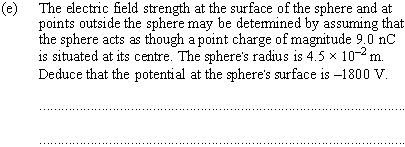 (e) The electric field strength at the surface of the sphere and at
points outside the sphere may be determined by assuming that
the sphere acts as though a point charge of magnitude 9.0 nC
is situated at its centre. The sphere's radius is 4.5 × 10⁻² m.
Deduce that the potential at the sphere's surface is –1800 V.